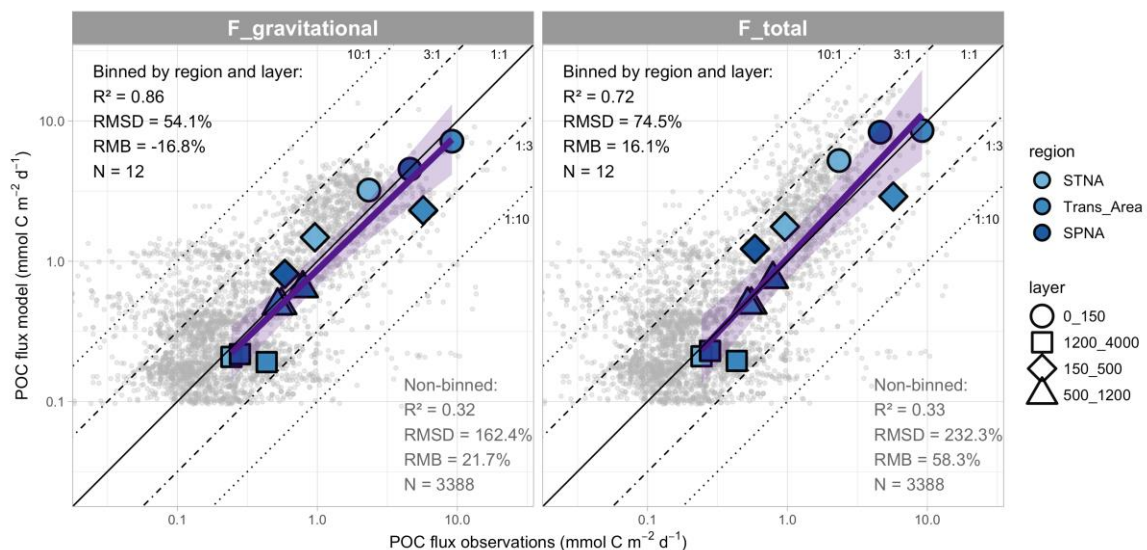 F_gravitational
10:1
3:1
1:1
Binned by region and layer:
R² = 0.86
RMSD = 54.1%
RMB = -16.8%
N = 12
1:3
1:10
Non-binned:
R² = 0.32
RMSD = 162.4%
RMB = 21.7%
N = 3388
F_total
10:1
3:1
1:1
Binned by region and layer:
R² = 0.72
RMSD = 74.5%
RMB = 16.1%
N = 12
1:3
1:10
Non-binned:
R² = 0.33
RMSD = 232.3%
RMB = 58.3%
N = 3388
POC flux model (mmol C m⁻² d⁻¹)
10.0
1.0
0.1
0.1
1.0
10.0
0.1
1.0
10.0
POC flux observations (mmol C m⁻² d⁻¹)
region
STNA
Trans_Area
SPNA
layer
0_150
1200_4000
150_500
500_1200